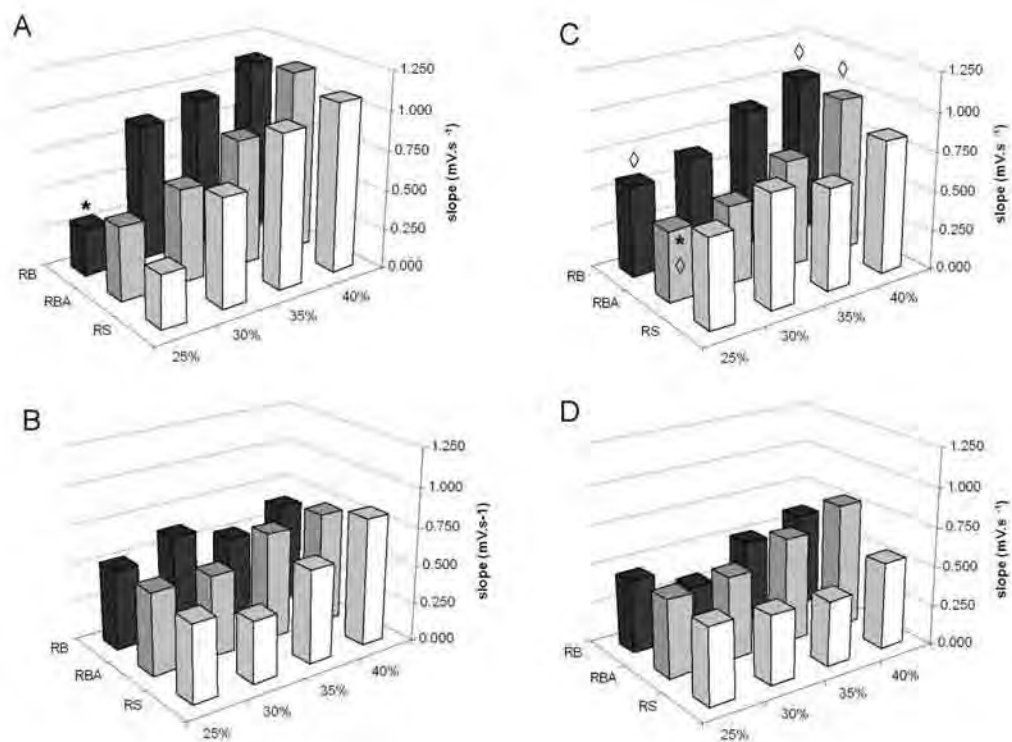 A
1.250
1.000
0.750
0.500
0.250
0.000
slope (mV.s⁻¹)
*
RB
RBA
RS
25%
30%
35%
40%
C
◊
◊
◊
*
◊
1.250
1.000
0.750
0.500
0.250
0.000
slope (mV.s⁻¹)
RB
RBA
RS
25%
30%
35%
40%
B
1.250
1.000
0.750
0.500
0.250
0.000
slope (mV.s-1)
RB
RBA
RS
25%
30%
35%
40%
D
1.250
1.000
0.750
0.500
0.250
0.000
slope (mV.s⁻¹)
RB
RBA
RS
25%
30%
35%
40%